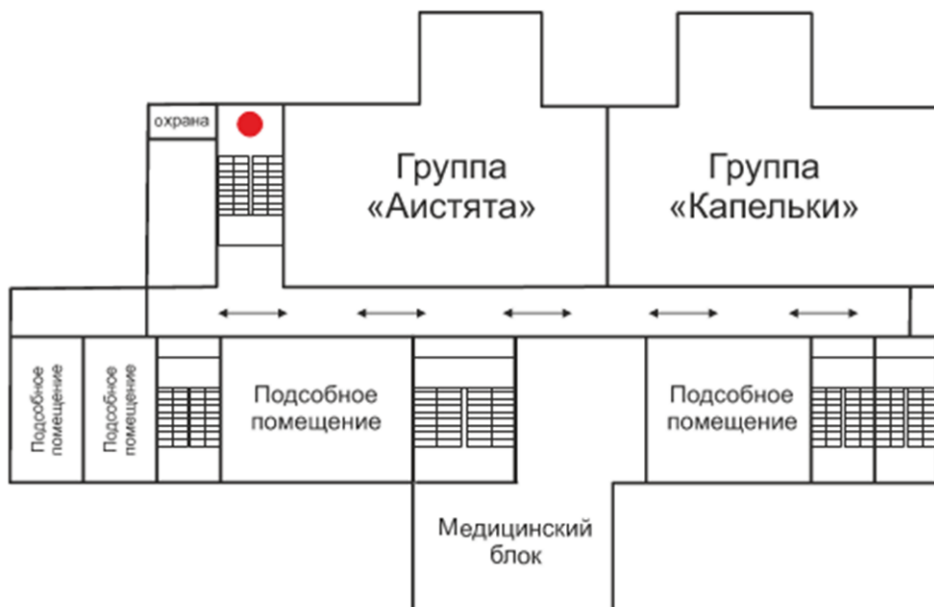 охрана
Группа
«Аистята»
Группа
«Капельки»
Подсобное
помещение
Подсобное
помещение
Подсобное
помещение
Подсобное
помещение
Медицинский
блок